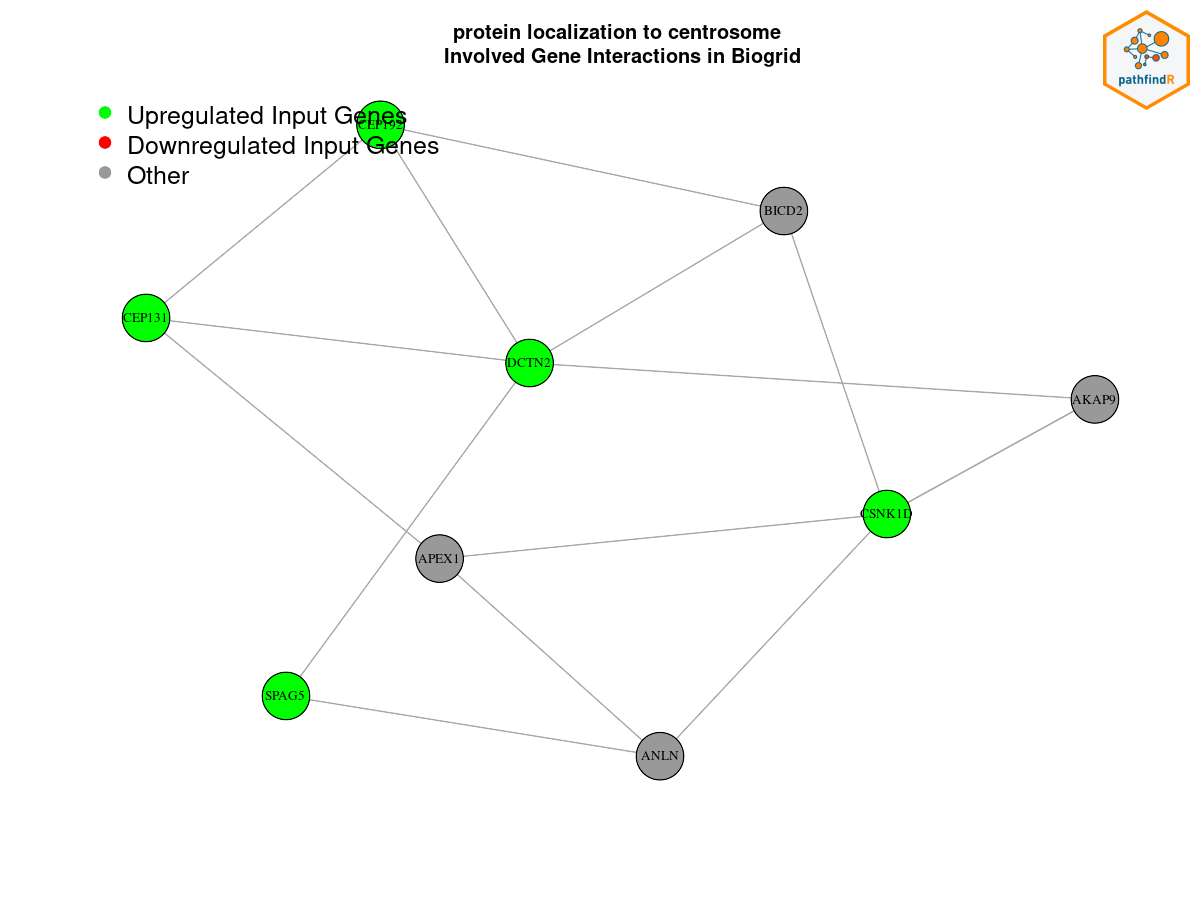 protein localization to centrosome
Involved Gene Interactions in Biogrid
pathfindR
Upregulated Input Genes
Downregulated Input Genes
Other
CEP192
BICD2
CEP131
DCTN2
AKAP9
CSNK1D
APEX1
SPAG5
ANLN